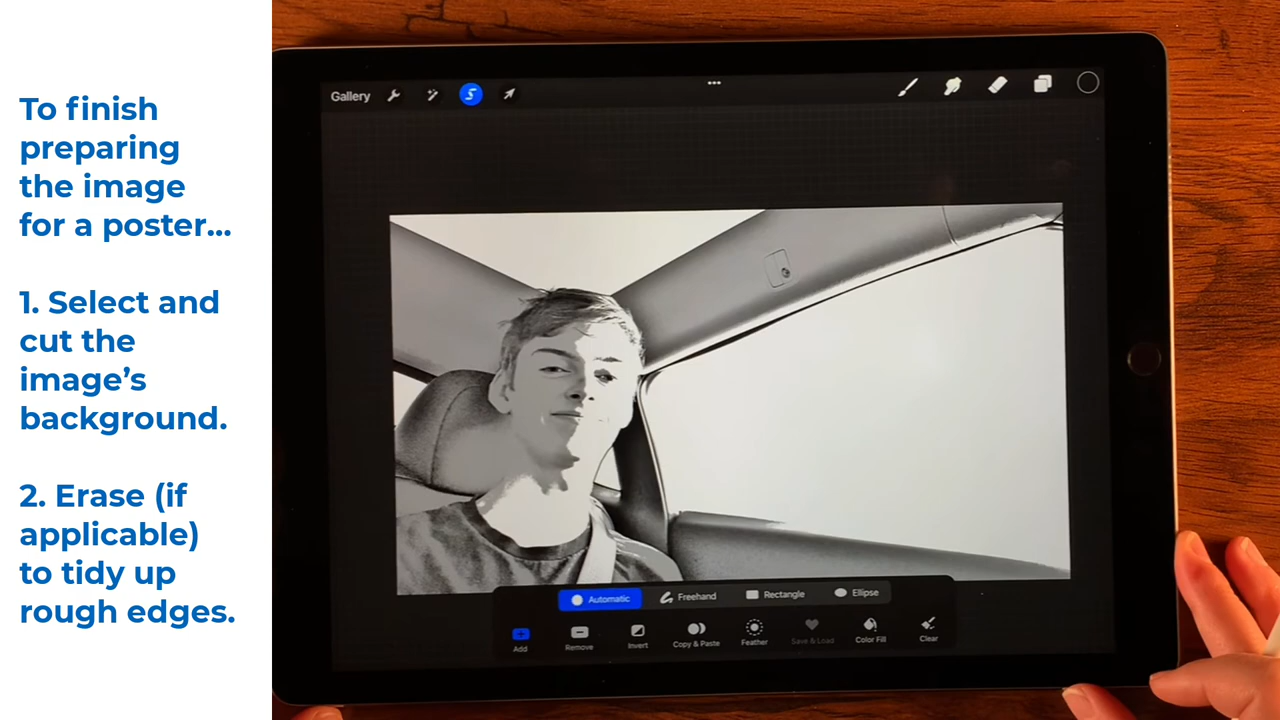 To finish
preparing
the image
for a poster...
1. Select and
cut the
image's
background.
2. Erase (if
applicable)
to tidy up
rough edges.
Gallery
Automatic
Freehand
Rectangle
Ellipse
Add
Remove
Invert
Copy & Paste
Feather
Save & Load
Color Fill
Clear